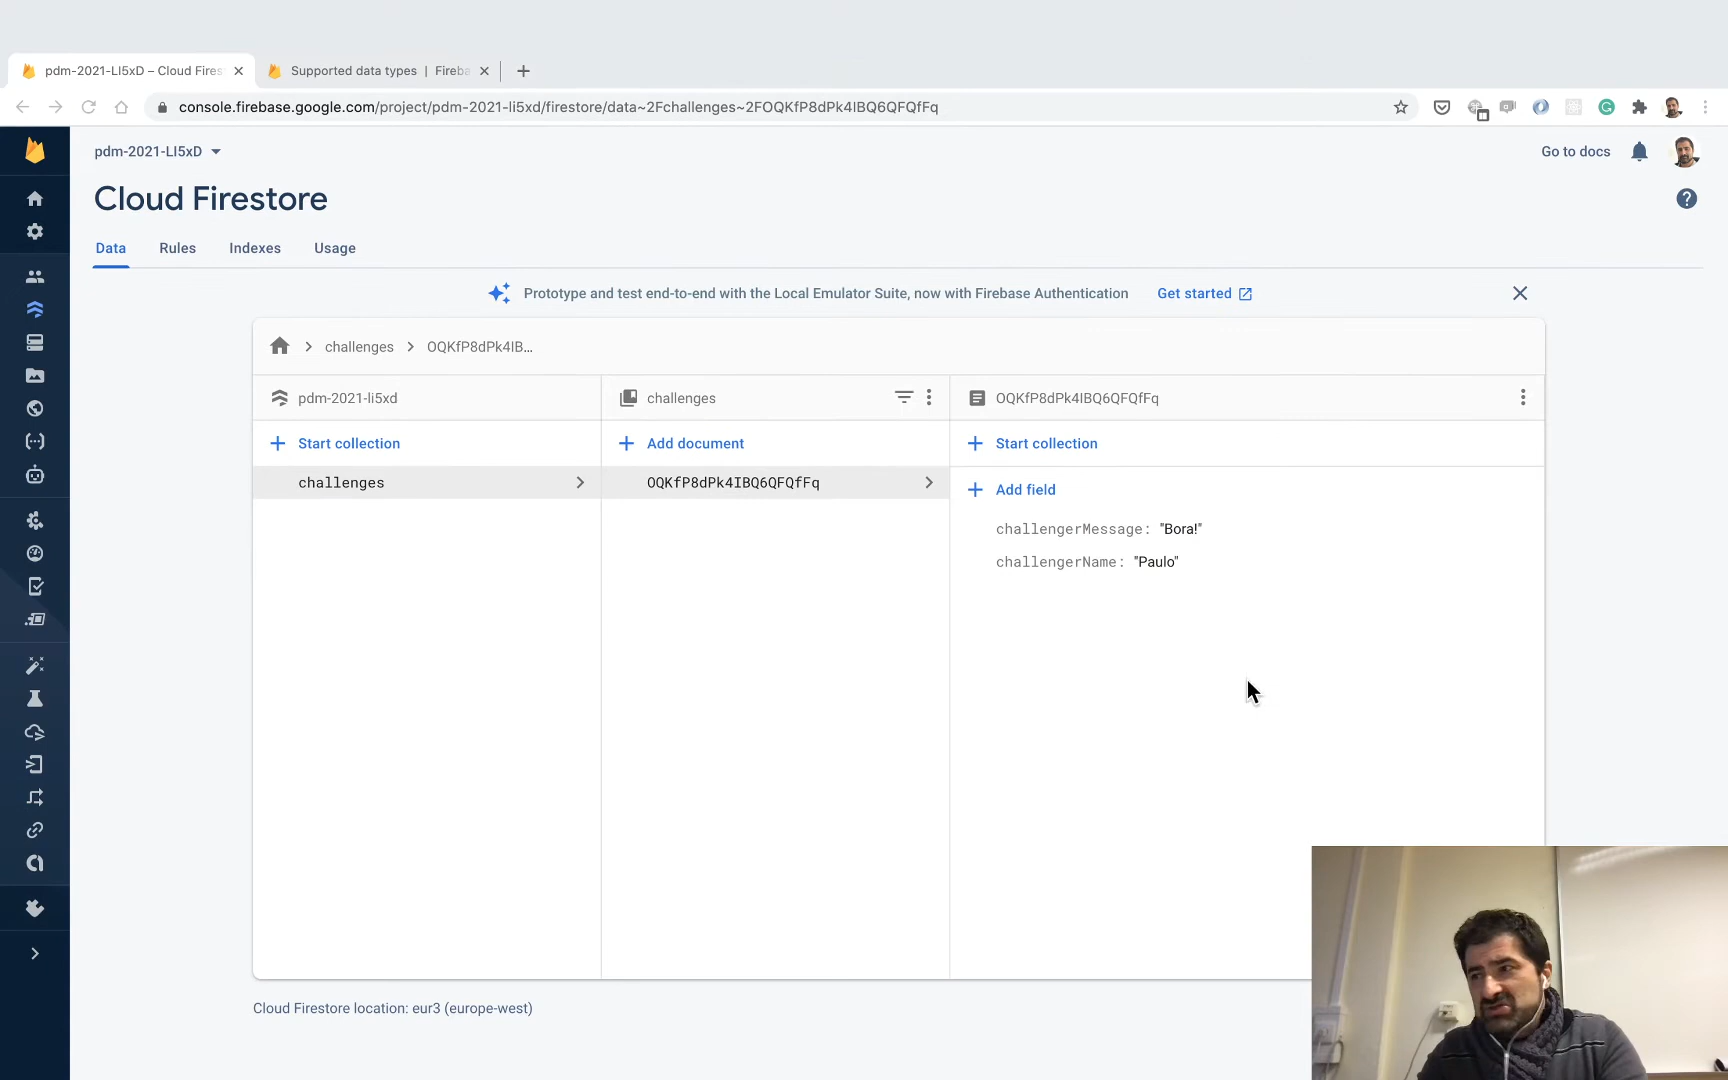 pdm-2021-LI5xD – Cloud Fires
Supported data types | Fireba
console.firebase.google.com/project/pdm-2021-li5xd/firestore/data~2Fchallenges~2FOQKfP8dPk4IBQ6QFQfFq
pdm-2021-LI5xD
Go to docs
Cloud Firestore
Data Rules Indexes Usage
Prototype and test end-to-end with the Local Emulator Suite, now with Firebase Authentication Get started
challenges OQKfP8dPk4IB...
pdm-2021-li5xd
challenges
OQKfP8dPk4IBQ6QFQfFq
+ Start collection
+ Add document
+ Start collection
challenges
OQKfP8dPk4IBQ6QFQfFq
+ Add field
challengerMessage: "Bora!"
challengerName: "Paulo"
Cloud Firestore location: eur3 (europe-west)